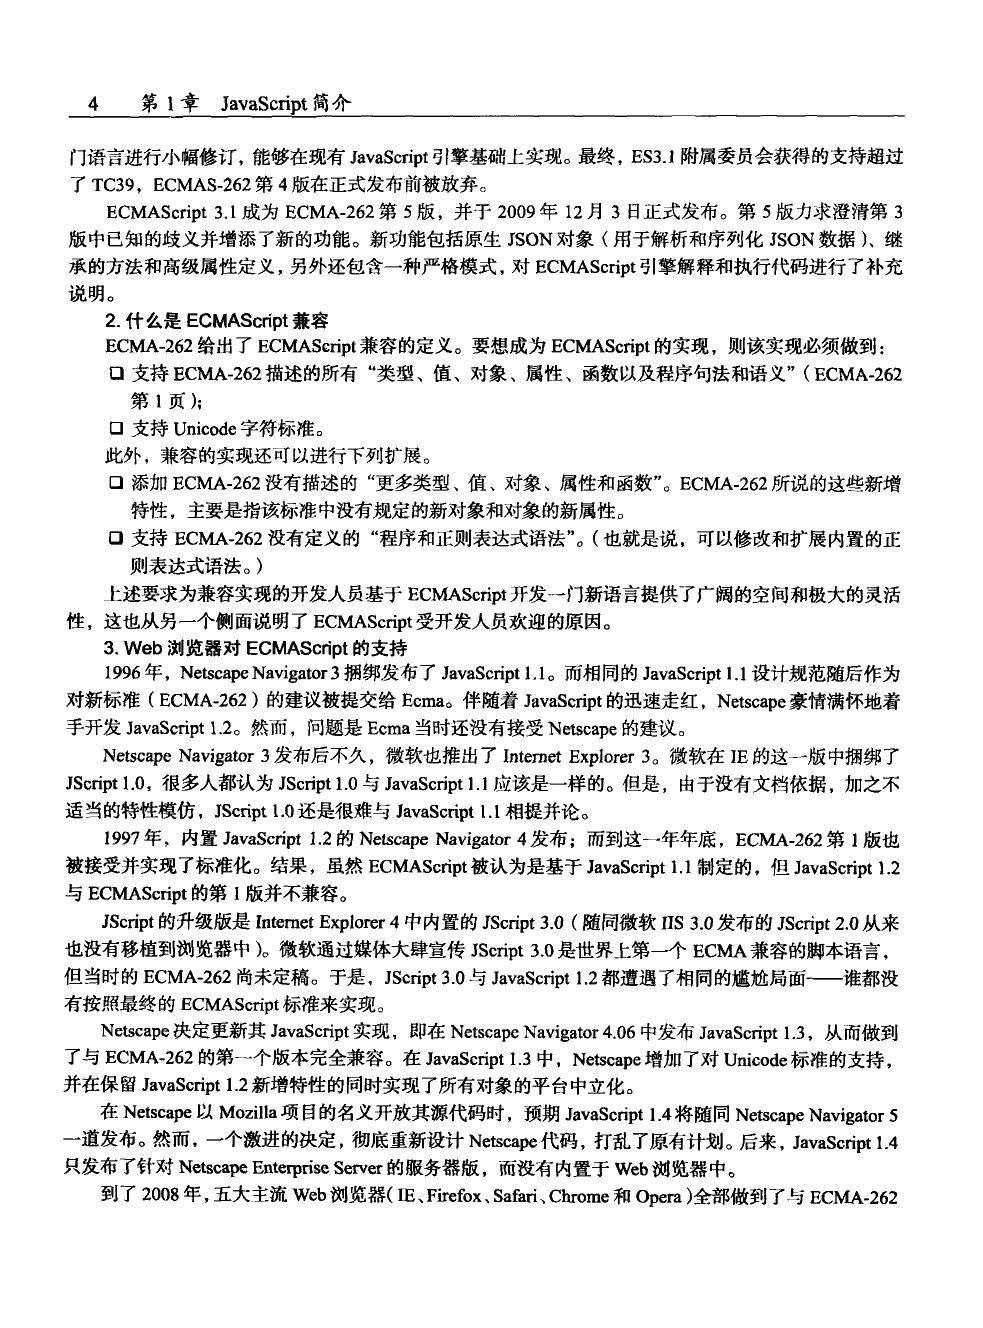 4 第 1 章 JavaScript 简介
门语言进行小幅修订，能够在现有 JavaScript 引擎基础上实现。最终，ES3.1 附属委员会获得的支持超过
了 TC39，ECMAS-262 第 4 版在正式发布前被放弃。
ECMAScript 3.1 成为 ECMA-262 第 5 版，并于 2009 年 12 月 3 日正式发布。第 5 版力求澄清第 3
版中已知的歧义并增添了新的功能。新功能包括原生 JSON 对象（用于解析和序列化 JSON 数据）、继
承的方法和高级属性定义，另外还包含一种严格模式，对 ECMAScript 引擎解释和执行代码进行了补充
说明。
2. 什么是 ECMAScript 兼容
ECMA-262 给出了 ECMAScript 兼容的定义。要想成为 ECMAScript 的实现，则该实现必须做到：
❑ 支持 ECMA-262 描述的所有“类型、值、对象、属性、函数以及程序句法和语义”（ECMA-262
第 1 页）；
❑ 支持 Unicode 字符标准。
此外，兼容的实现还可以进行下列扩展。
❑ 添加 ECMA-262 没有描述的“更多类型、值、对象、属性和函数”。ECMA-262 所说的这些新增
特性，主要是指该标准中没有规定的新对象和对象的新属性。
❑ 支持 ECMA-262 没有定义的“程序和正则表达式语法”。（也就是说，可以修改和扩展内置的正
则表达式语法。）
上述要求为兼容实现的开发人员基于 ECMAScript 开发一门新语言提供了广阔的空间和极大的灵活
性，这也从另一个侧面说明了 ECMAScript 受开发人员欢迎的原因。
3. Web 浏览器对 ECMAScript 的支持
1996 年，Netscape Navigator 3 捆绑发布了 JavaScript 1.1。而相同的 JavaScript 1.1 设计规范随后作为
对新标准（ECMA-262）的建议被提交给 Ecma。伴随着 JavaScript 的迅速走红，Netscape 豪情满怀地着
手开发 JavaScript 1.2。然而，问题是 Ecma 当时还没有接受 Netscape 的建议。
Netscape Navigator 3 发布后不久，微软也推出了 Internet Explorer 3。微软在 IE 的这一版中捆绑了
JScript 1.0，很多人都认为 JScript 1.0 与 JavaScript 1.1 应该是一样的。但是，由于没有文档依据，加之不
适当的特性模仿，JScript 1.0 还是很难与 JavaScript 1.1 相提并论。
1997 年，内置 JavaScript 1.2 的 Netscape Navigator 4 发布；而到这一年年底，ECMA-262 第 1 版也
被接受并实现了标准化。结果，虽然 ECMAScript 被认为是基于 JavaScript 1.1 制定的，但 JavaScript 1.2
与 ECMAScript 的第 1 版并不兼容。
JScript 的升级版是 Internet Explorer 4 中内置的 JScript 3.0（随同微软 IIS 3.0 发布的 JScript 2.0 从来
也没有移植到浏览器中）。微软通过媒体大肆宣传 JScript 3.0 是世界上第一个 ECMA 兼容的脚本语言，
但当时的 ECMA-262 尚未定稿。于是，JScript 3.0 与 JavaScript 1.2 都遭遇了相同的尴尬局面——谁都没
有按照最终的 ECMAScript 标准来实现。
Netscape 决定更新其 JavaScript 实现，即在 Netscape Navigator 4.06 中发布 JavaScript 1.3，从而做到
了与 ECMA-262 的第一个版本完全兼容。在 JavaScript 1.3 中，Netscape 增加了对 Unicode 标准的支持，
并在保留 JavaScript 1.2 新增特性的同时实现了所有对象的平台中立化。
在 Netscape 以 Mozilla 项目的名义开放其源代码时，预期 JavaScript 1.4 将随同 Netscape Navigator 5
一道发布。然而，一个激进的决定，彻底重新设计 Netscape 代码，打乱了原有计划。后来，JavaScript 1.4
只发布了针对 Netscape Enterprise Server 的服务器版，而没有内置于 Web 浏览器中。
到了 2008 年，五大主流 Web 浏览器（IE、Firefox、Safari、Chrome 和 Opera）全部做到了与 ECMA-262